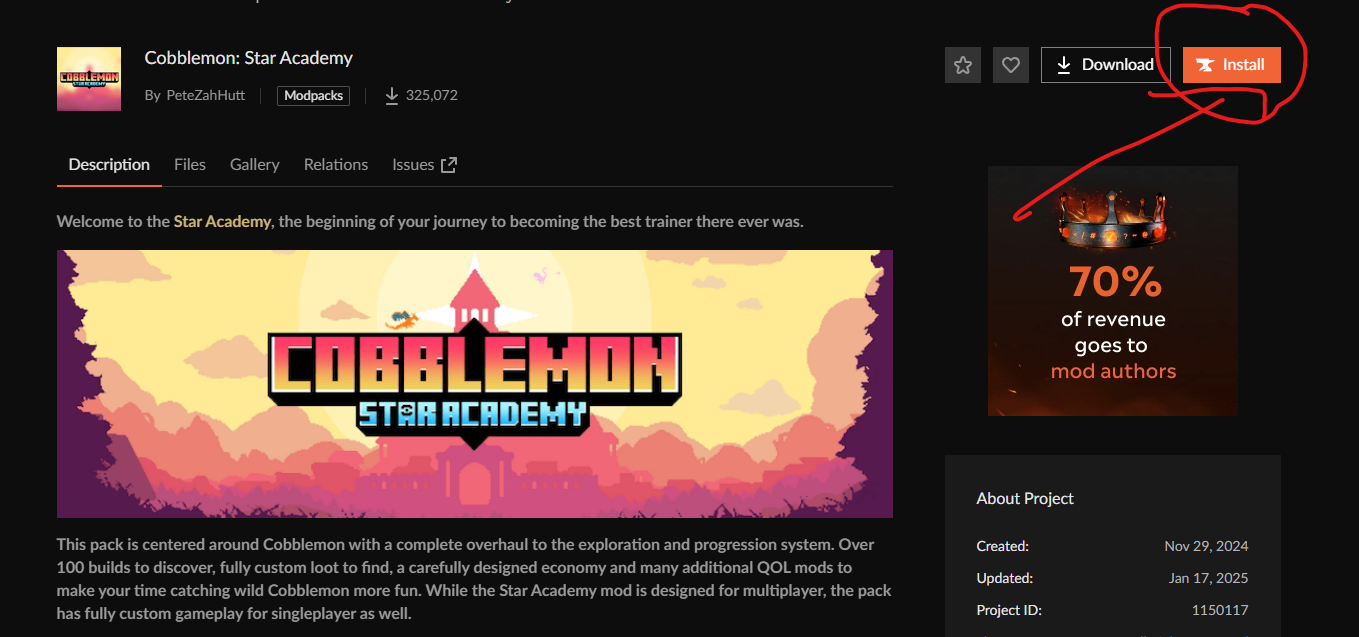 Cobblemon: Star Academy
Download
Install
By PeteZahHutt
Modpacks
325,072
Description
Files
Gallery
Relations
Issues
Welcome to the Star Academy, the beginning of your journey to becoming the best trainer there ever was.
COBBLEMON
STAR ACADEMY
COBBLEMON
STAR ACADEMY
This pack is centered around Cobblemon with a complete overhaul to the exploration and progression system. Over
100 builds to discover, fully custom loot to find, a carefully designed economy and many additional QOL mods to
make your time catching wild Cobblemon more fun. While the Star Academy mod is designed for multiplayer, the pack
has fully custom gameplay for singleplayer as well.
70%
of revenue
goes to
mod authors
About Project
Created:
Nov 29, 2024
Updated:
Jan 17, 2025
Project ID:
1150117